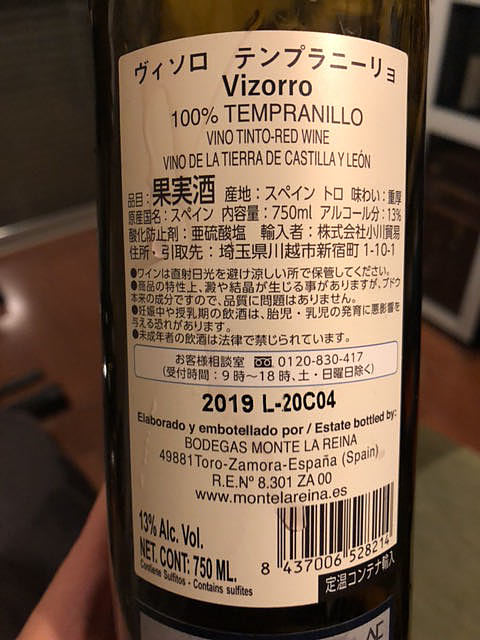 ヴィソロ テンプラニーリョ
Vizorro
100% TEMPRANILLO
VINO TINTO-RED WINE
VINO DE LA TIERRA DE CASTILLA Y LEÓN
品目：果実酒 産地：スペイン トロ 味わい：重厚
原産国名：スペイン 内容量：750ml アルコール分：13%
酸化防止剤：亜硫酸塩 輸入者：株式会社小川貿易
住所・引取先：埼玉県川越市新宿町1-10-1
●ワインは直射日光を避け涼しい所で保管してください。
●商品の特性上、澱や結晶が生じる事がありますが、ブドウ
本来の成分ですので、品質に問題はありません。
●妊娠中や授乳期の飲酒は、胎児・乳児の発育に悪影響を
与える恐れがあります。
●未成年者の飲酒は法律で禁じられています。
お客様相談室 0120-830-417
(受付時間：9時〜18時、土・日曜日除く)
2019 L-20C04
Elaborado y embotellado por / Estate bottled by:
BODEGAS MONTE LA REINA
49881Toro-Zamora-España (Spain)
R.E.Nº 8.301 ZA 00
www.montelareina.es
13% Alc. Vol.
NET. CONT: 750 ML.
Contiene Sulfitos - Contains sulfites
8 437006 528214
定温コンテナ輸入